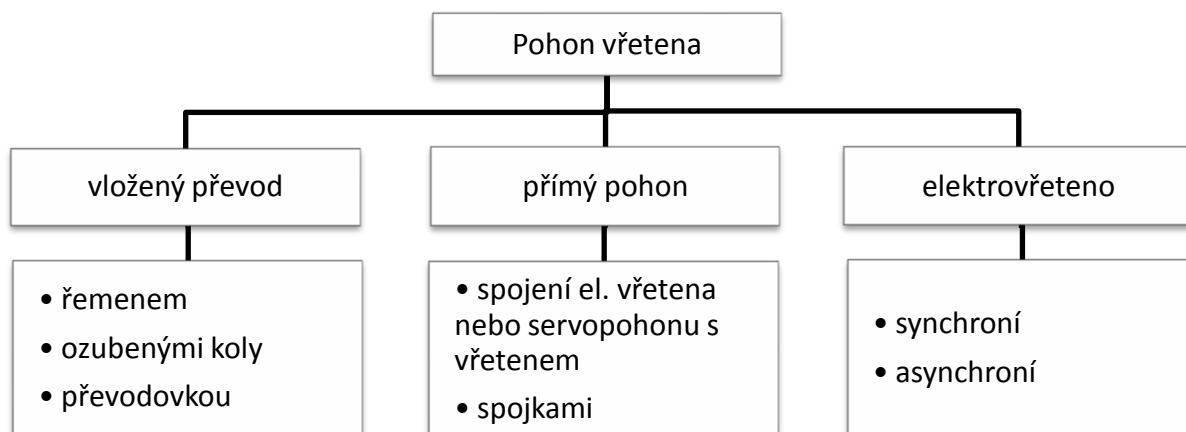 Pohon vřetena
vložený převod
přímý pohon
elektrovřeteno
• řemenem
• ozubenými koly
• převodovkou
• spojení el. vřetena
nebo servopohonu s
vřetenem
• spojkami
• synchroní
• asynchroní